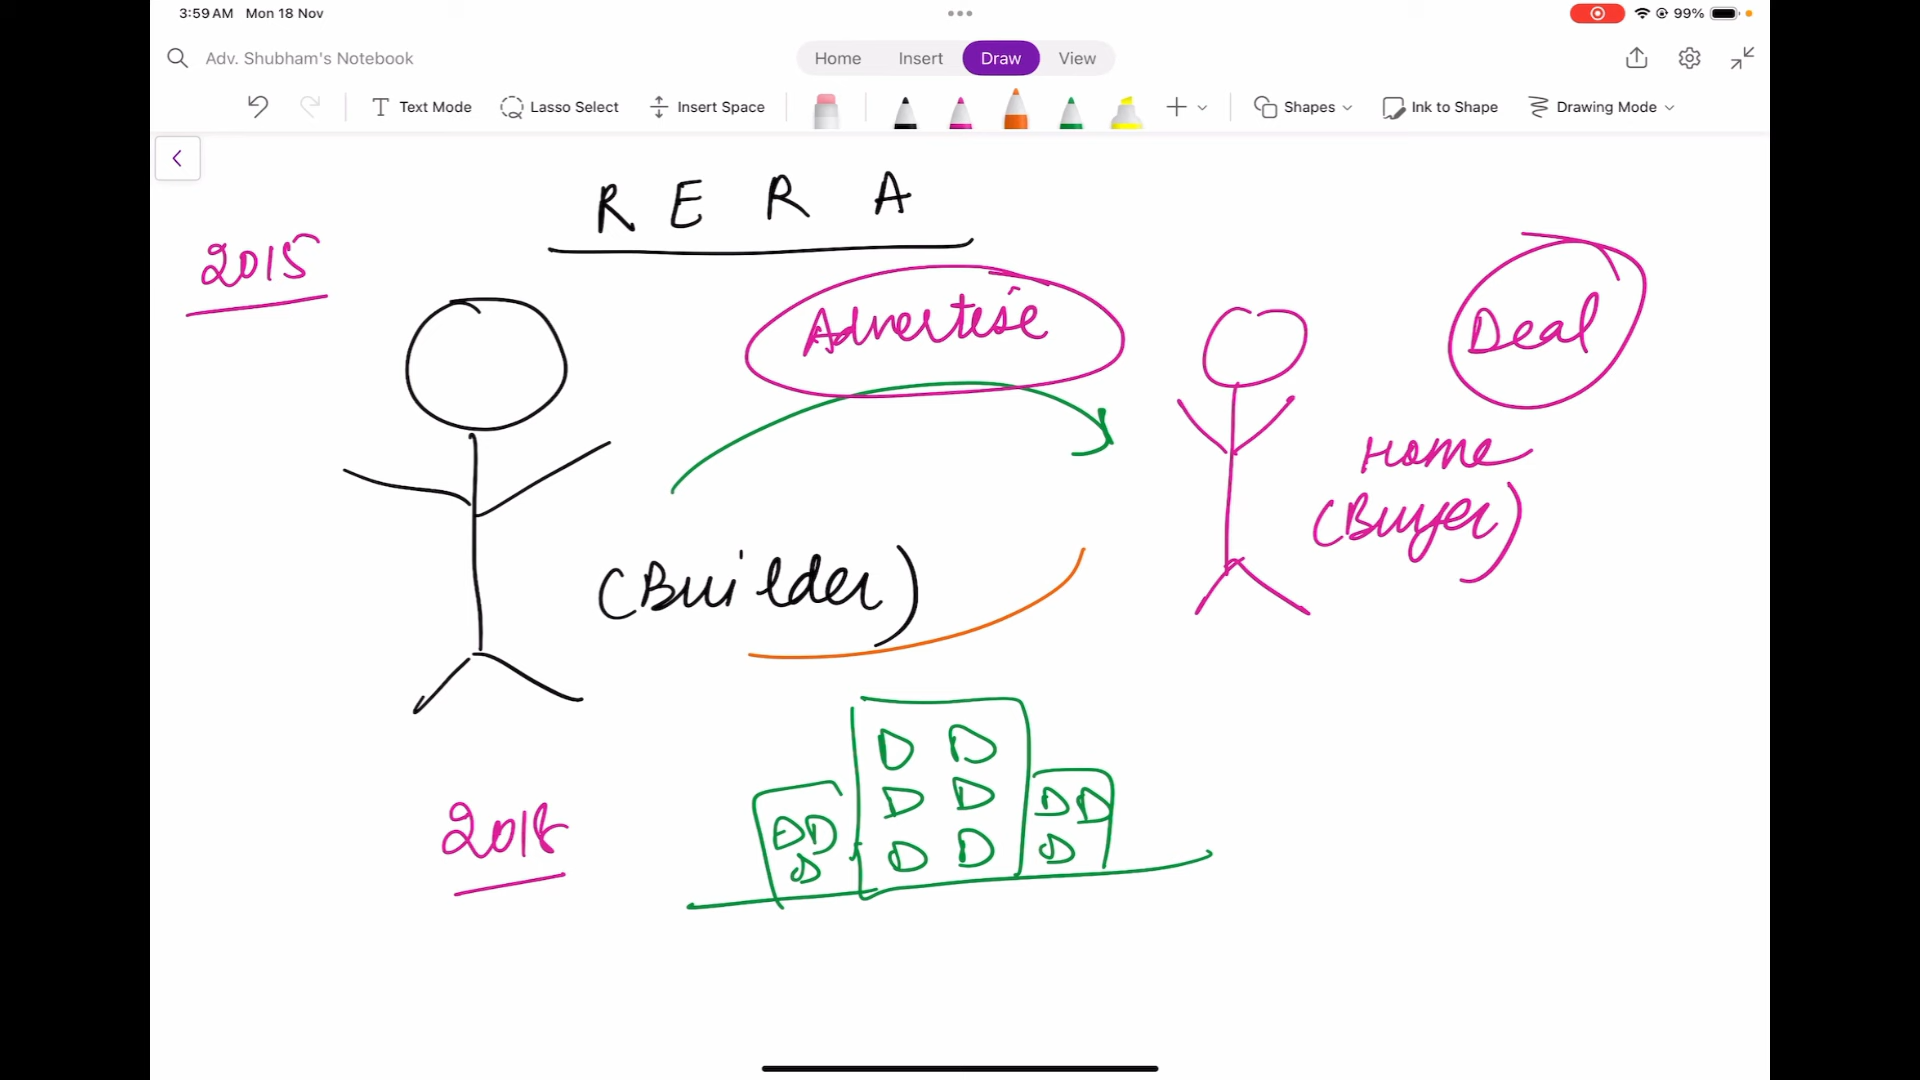 3:59 AM Mon 18 Nov
99%
Adv. Shubham's Notebook
Home Insert Draw View
Text Mode Lasso Select Insert Space Shapes Ink to Shape Drawing Mode
R E R A
2015
Advertise
Deal
Home
(Buyer)
(Builder)
2018